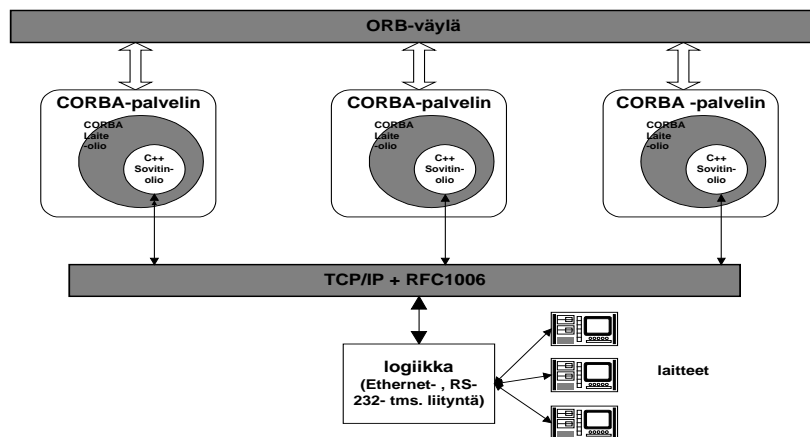 ORB-väylä
CORBA-palvelin
CORBA
Laite
-olio
C++
Sovitin-
olio
CORBA-palvelin
CORBA
Laite
-olio
C++
Sovitin-
olio
CORBA -palvelin
CORBA
Laite
-olio
C++
Sovitin-
olio
TCP/IP + RFC1006
logiikka
(Ethernet- , RS-
232- tms. liityntä)
laitteet